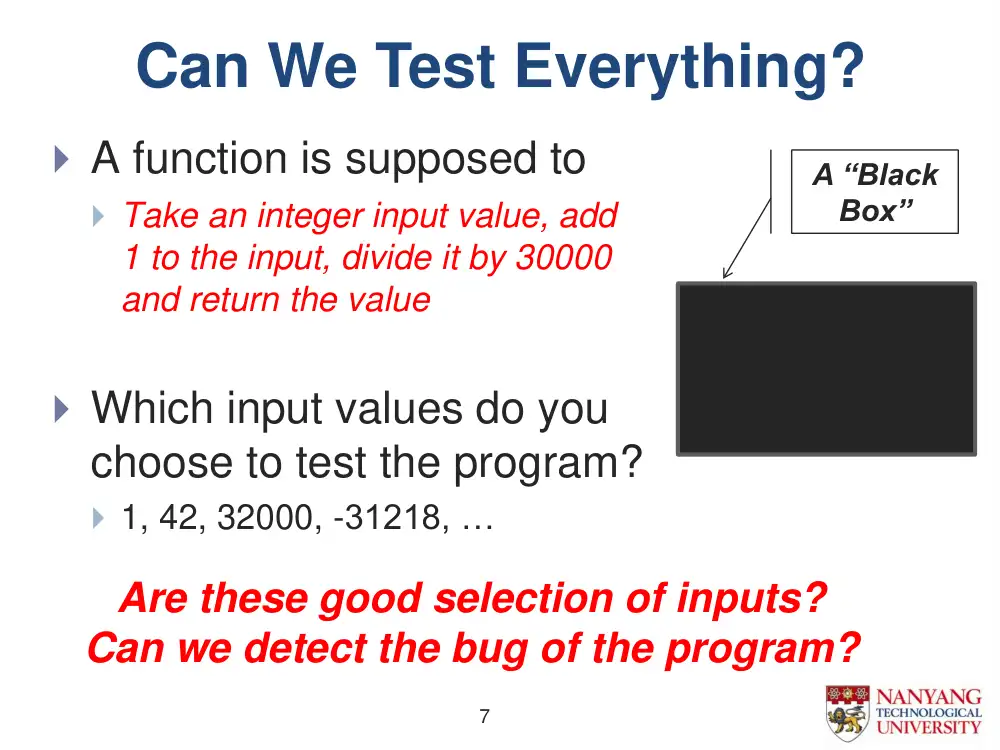 Can We Test Everything?
A function is supposed to
Take an integer input value, add
1 to the input, divide it by 30000
and return the value
A “Black
Box”
Which input values do you
choose to test the program?
1, 42, 32000, -31218, …
Are these good selection of inputs?
Can we detect the bug of the program?
7
NANYANG
TECHNOLOGICAL
UNIVERSITY